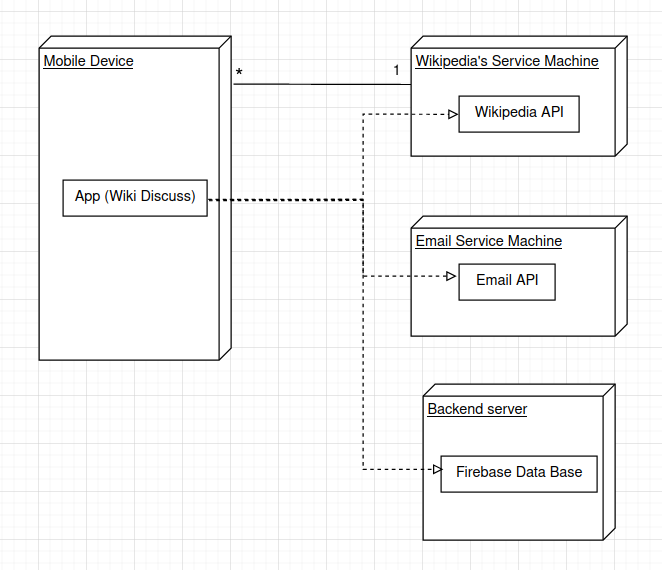 Mobile Device
*
1
Wikipedia's Service Machine
Wikipedia API
App (Wiki Discuss)
Email Service Machine
Email API
Backend server
Firebase Data Base